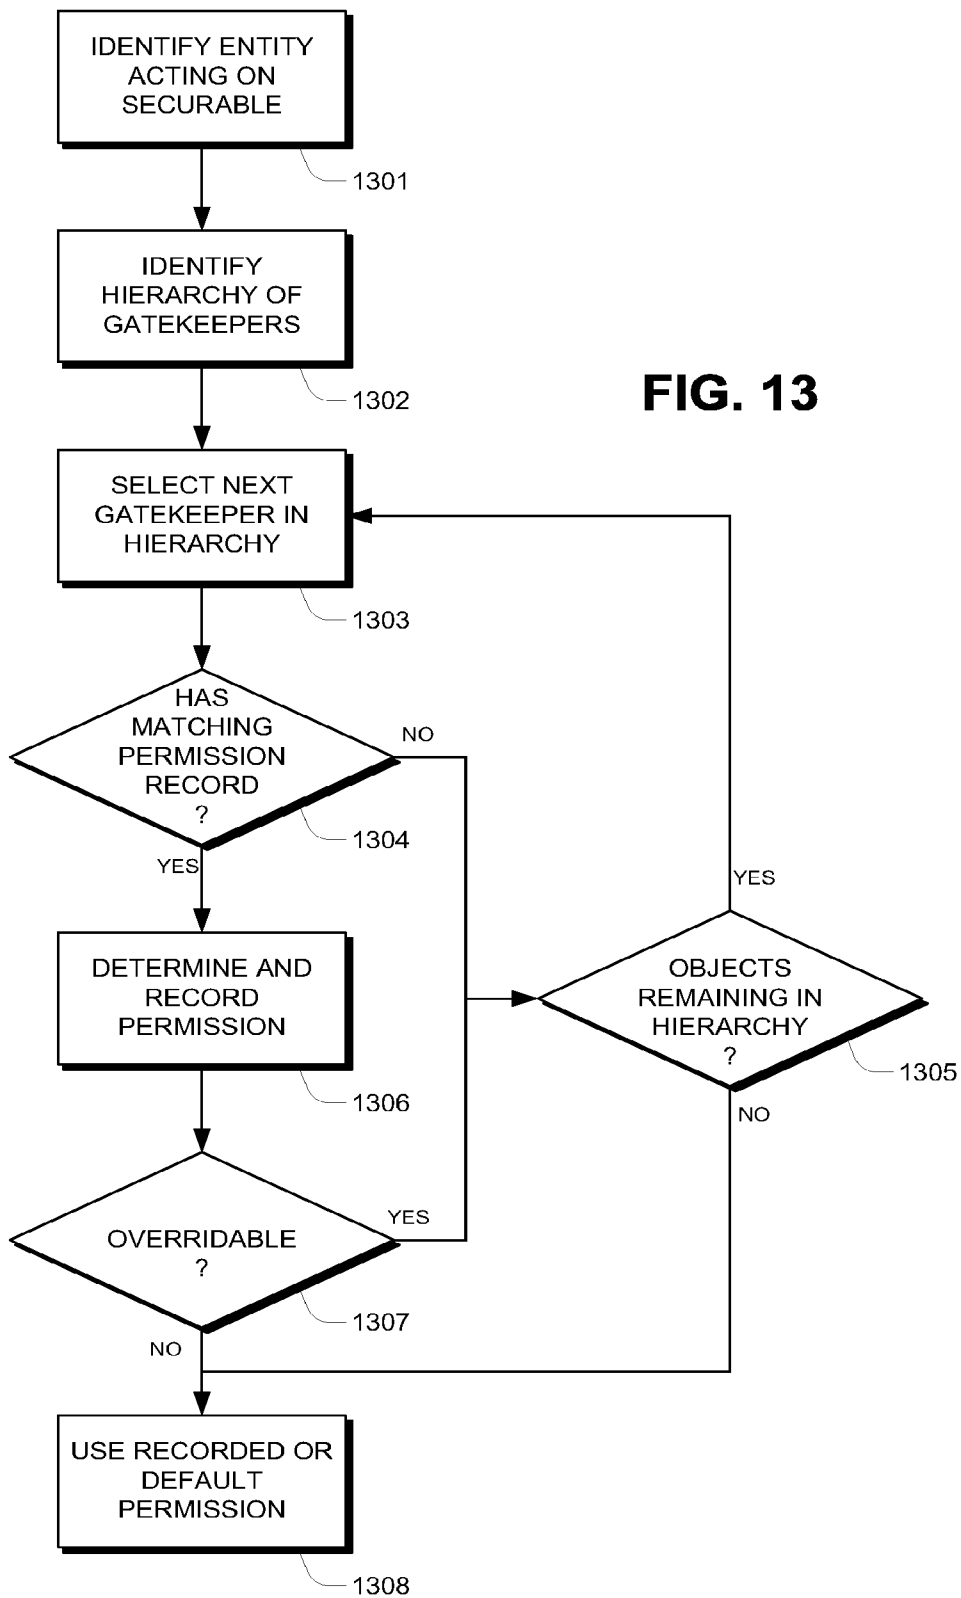 IDENTIFY ENTITY
ACTING ON
SECURABLE
1301
IDENTIFY
HIERARCHY OF
GATEKEEPERS
1302
FIG. 13
SELECT NEXT
GATEKEEPER IN
HIERARCHY
1303
HAS
MATCHING
PERMISSION
RECORD
?
NO
1304
YES
YES
DETERMINE AND
RECORD
PERMISSION
1306
OBJECTS
REMAINING IN
HIERARCHY
?
1305
NO
OVERRIDABLE
?
YES
1307
NO
USE RECORDED OR
DEFAULT
PERMISSION
1308